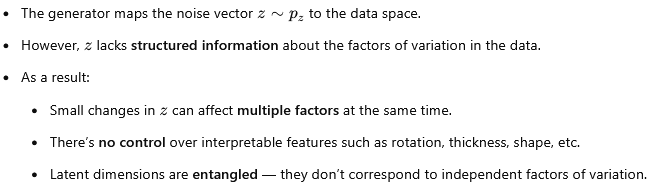 • The generator maps the noise vector z ∼ p_z to the data space.
• However, z lacks structured information about the factors of variation in the data.
• As a result:
• Small changes in z can affect multiple factors at the same time.
• There's no control over interpretable features such as rotation, thickness, shape, etc.
• Latent dimensions are entangled — they don't correspond to independent factors of variation.